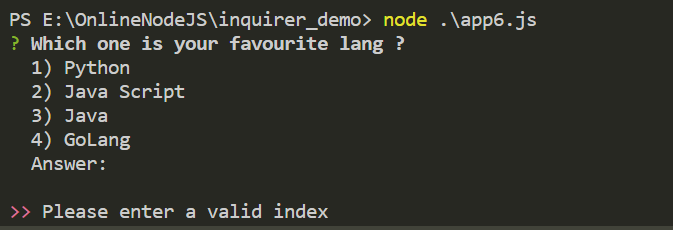 PS E:\OnlineNodeJS\inquirer_demo> node .\app6.js
? Which one is your favourite lang ?
1) Python
2) Java Script
3) Java
4) GoLang
Answer:
>> Please enter a valid index